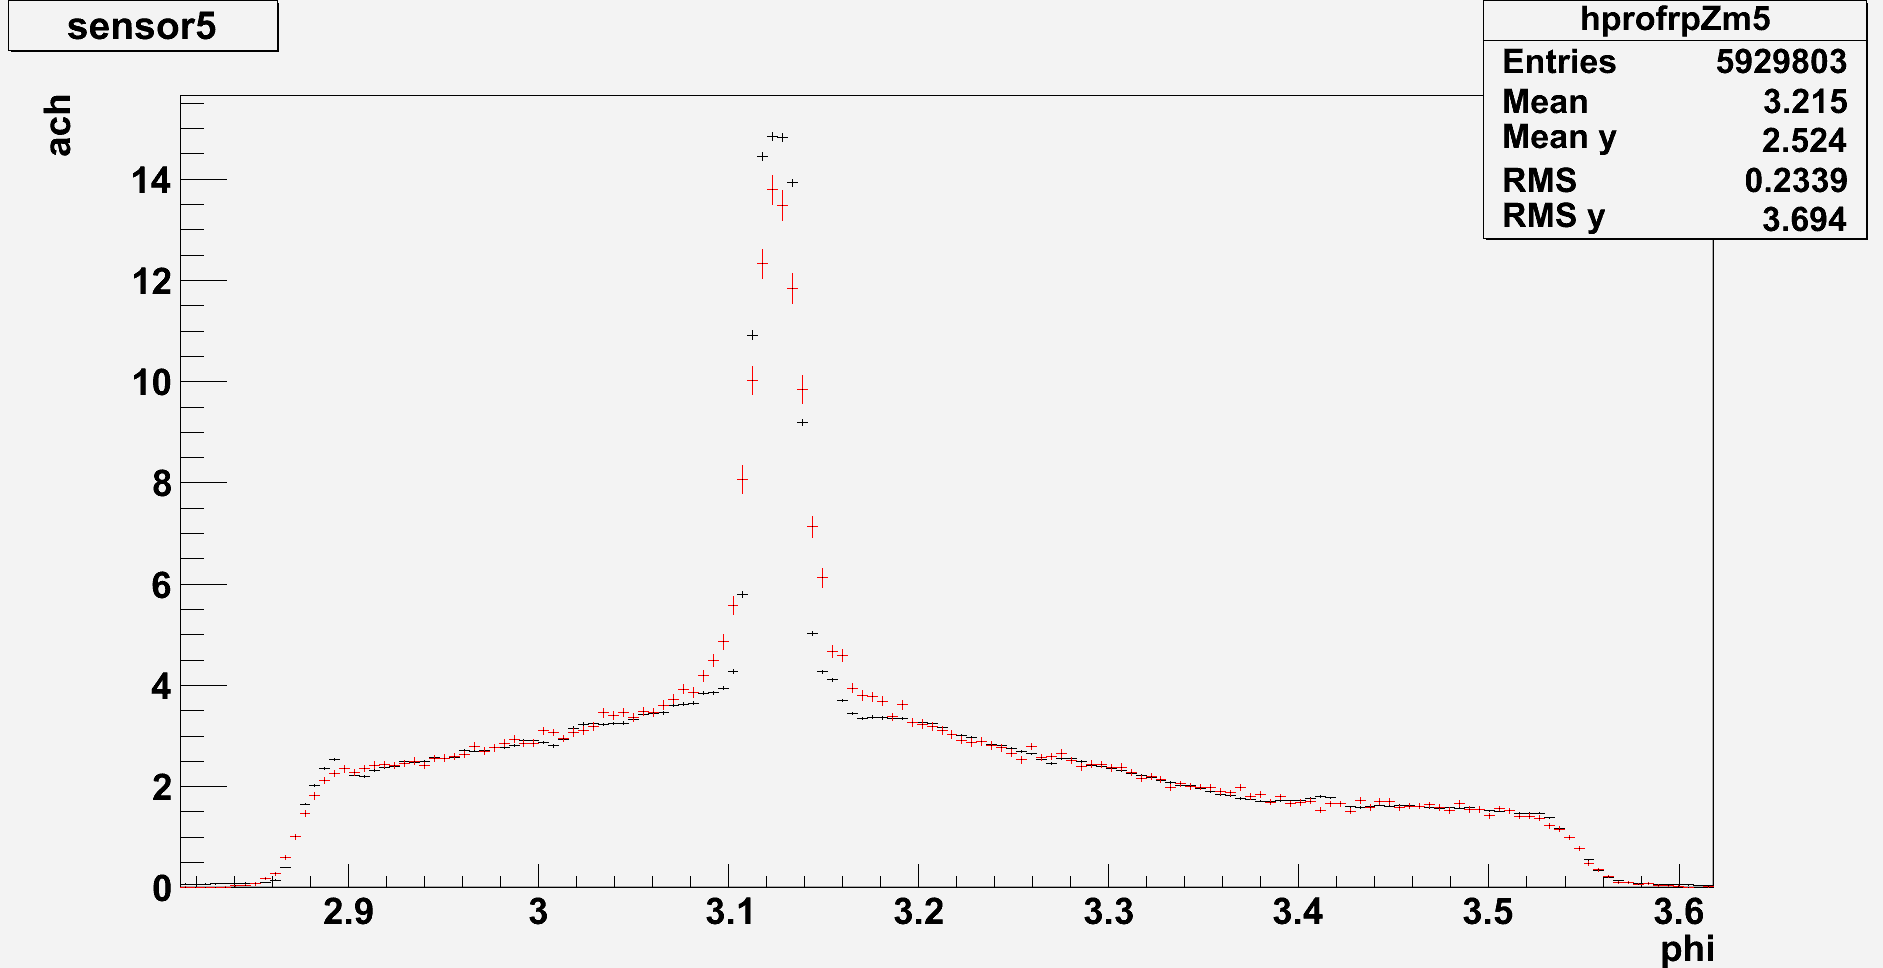 sensor5
hprofrpZm5
Entries 5929803
Mean 3.215
Mean y 2.524
RMS 0.2339
RMS y 3.694
ach
14
12
10
8
6
4
2
0
2.9 3 3.1 3.2 3.3 3.4 3.5 3.6
phi